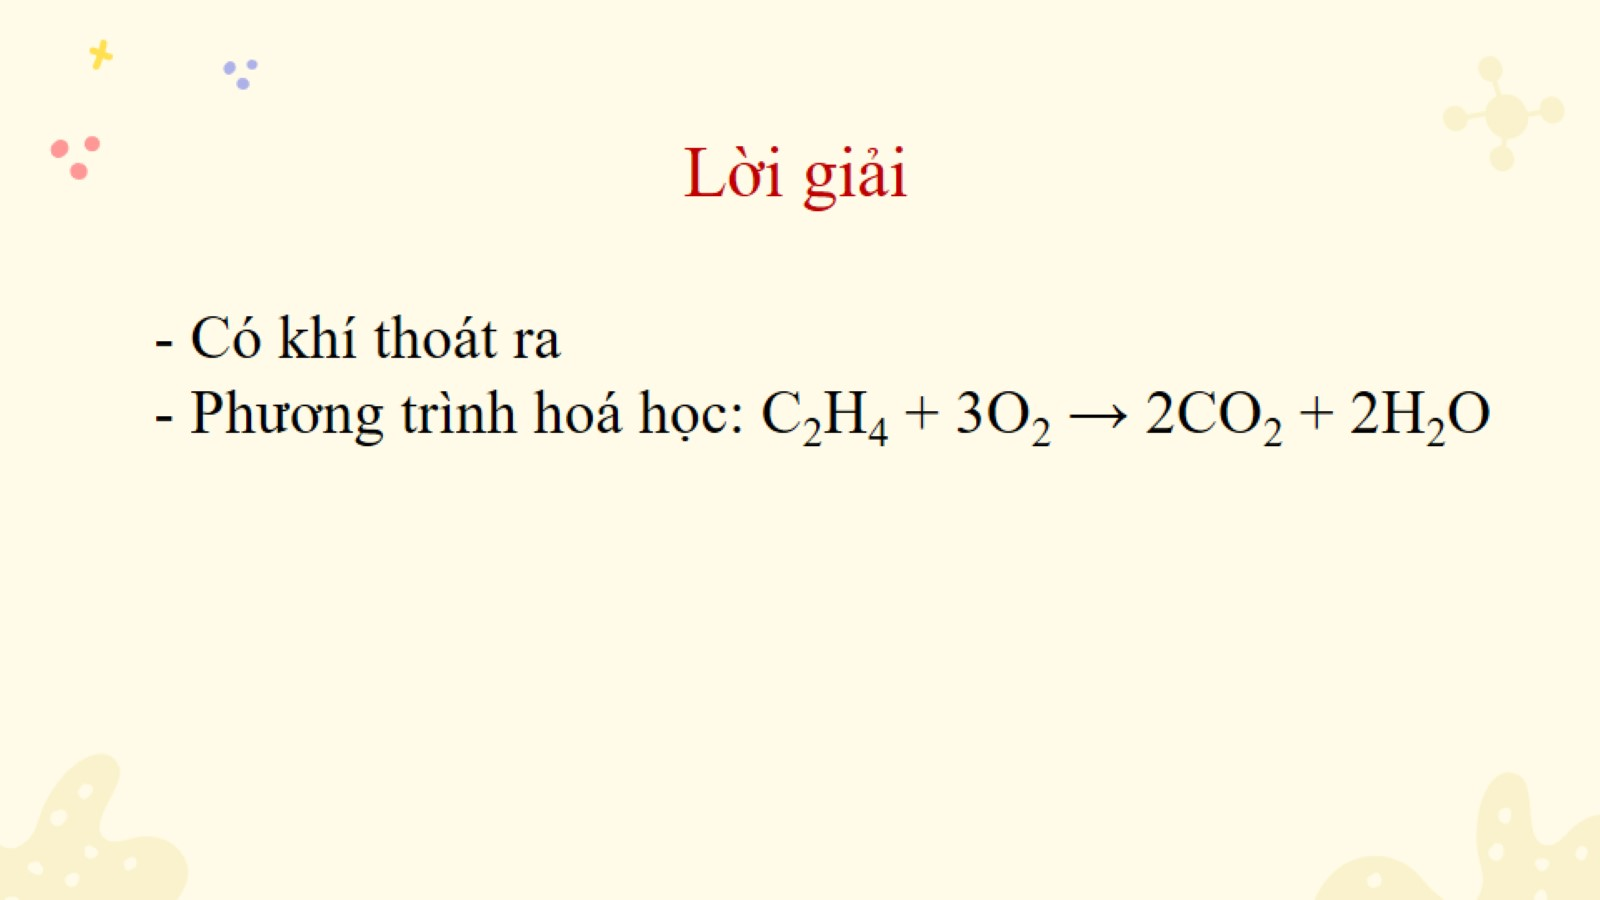 Lời giải
- Có khí thoát ra
- Phương trình hoá học: C₂H₄ + 3O₂ → 2CO₂ + 2H₂O